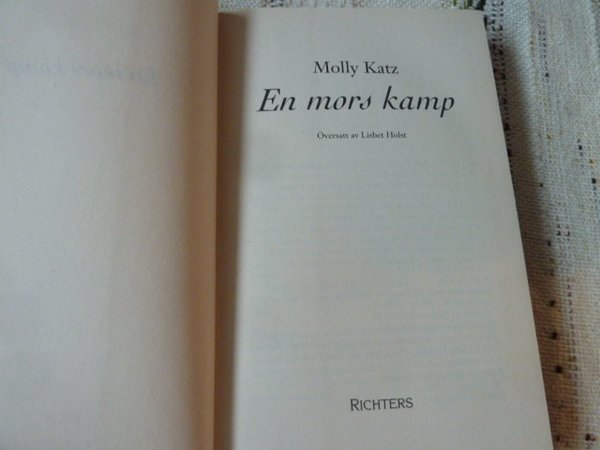 Molly Katz
En mors kamp
Översatt av Lisbet Holst
RICHTERS